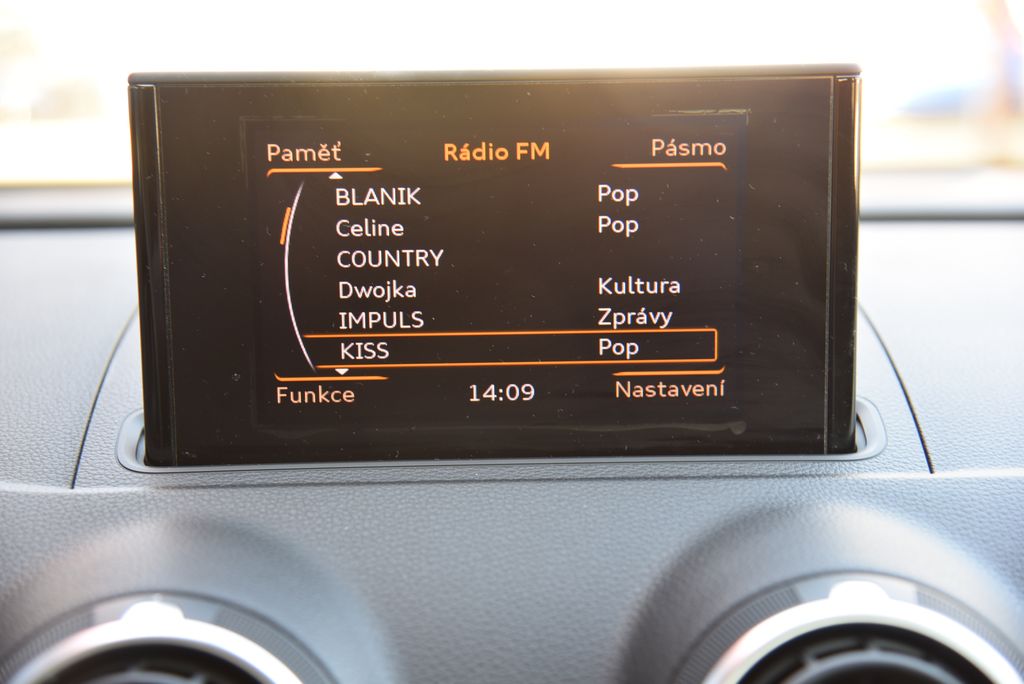 Paměť Rádio FM Pásmo
BLANIK Pop
Celine Pop
COUNTRY
Dwojka Kultura
IMPULS Zprávy
KISS Pop
Funkce 14:09 Nastavení